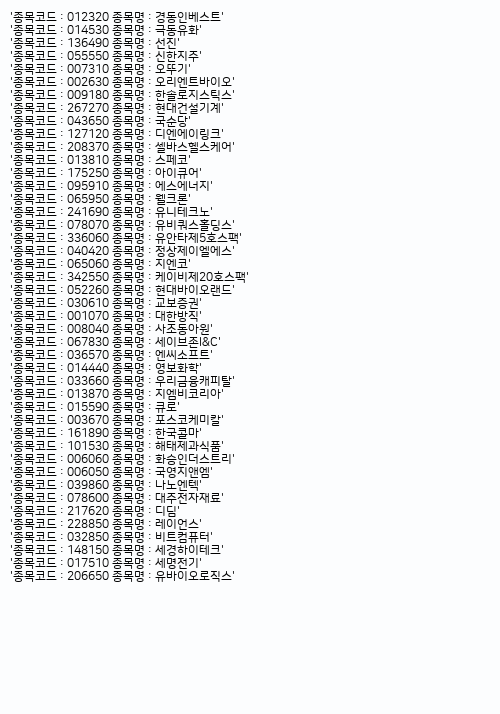 '종목코드 : 012320 종목명 : 경동인베스트'
'종목코드 : 014530 종목명 : 극동유화'
'종목코드 : 136490 종목명 : 선진'
'종목코드 : 055550 종목명 : 신한지주'
'종목코드 : 007310 종목명 : 오뚜기'
'종목코드 : 002630 종목명 : 오리엔트바이오'
'종목코드 : 009180 종목명 : 한솔로지스틱스'
'종목코드 : 267270 종목명 : 현대건설기계'
'종목코드 : 043650 종목명 : 국순당'
'종목코드 : 127120 종목명 : 디엔에이링크'
'종목코드 : 208370 종목명 : 셀바스헬스케어'
'종목코드 : 013810 종목명 : 스페코'
'종목코드 : 175250 종목명 : 아이큐어'
'종목코드 : 095910 종목명 : 에스에너지'
'종목코드 : 065950 종목명 : 웰크론'
'종목코드 : 241690 종목명 : 유니테크노'
'종목코드 : 078070 종목명 : 유비쿼스홀딩스'
'종목코드 : 336060 종목명 : 유안타제5호스팩'
'종목코드 : 040420 종목명 : 정상제이엘에스'
'종목코드 : 065060 종목명 : 지엔코'
'종목코드 : 342550 종목명 : 케이비제20호스팩'
'종목코드 : 052260 종목명 : 현대바이오랜드'
'종목코드 : 030610 종목명 : 교보증권'
'종목코드 : 001070 종목명 : 대한방직'
'종목코드 : 008040 종목명 : 사조동아원'
'종목코드 : 067830 종목명 : 세이브존I&C'
'종목코드 : 036570 종목명 : 엔씨소프트'
'종목코드 : 014440 종목명 : 영보화학'
'종목코드 : 033660 종목명 : 우리금융캐피탈'
'종목코드 : 013870 종목명 : 지엠비코리아'
'종목코드 : 015590 종목명 : 큐로'
'종목코드 : 003670 종목명 : 포스코케미칼'
'종목코드 : 161890 종목명 : 한국콜마'
'종목코드 : 101530 종목명 : 해태제과식품'
'종목코드 : 006060 종목명 : 화승인더스트리'
'종목코드 : 006050 종목명 : 국영지앤엠'
'종목코드 : 039860 종목명 : 나노엔텍'
'종목코드 : 078600 종목명 : 대주전자재료'
'종목코드 : 217620 종목명 : 디딤'
'종목코드 : 228850 종목명 : 레이언스'
'종목코드 : 032850 종목명 : 비트컴퓨터'
'종목코드 : 148150 종목명 : 세경하이테크'
'종목코드 : 017510 종목명 : 세명전기'
'종목코드 : 206650 종목명 : 유바이오로직스'